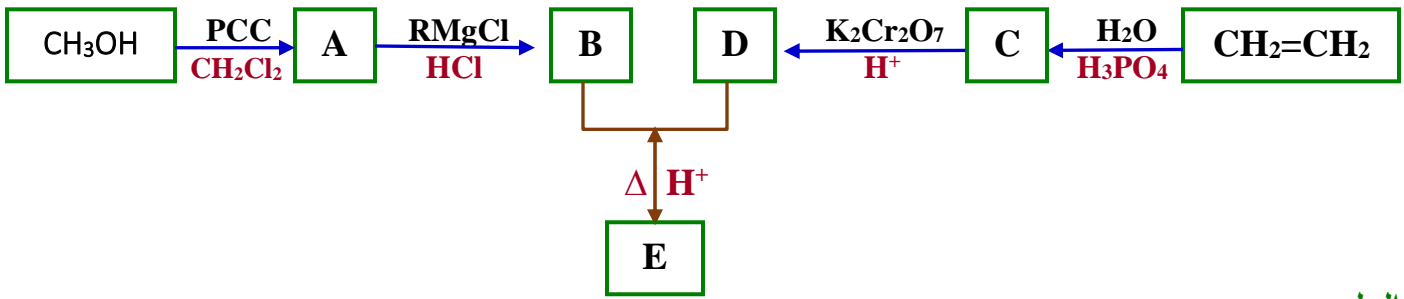 CH₃OH
PCC
CH₂Cl₂
A
RMgCl
HCl
B
D
K₂Cr₂O₇
H⁺
C
H₂O
H₃PO₄
CH₂=CH₂
Δ H⁺
E